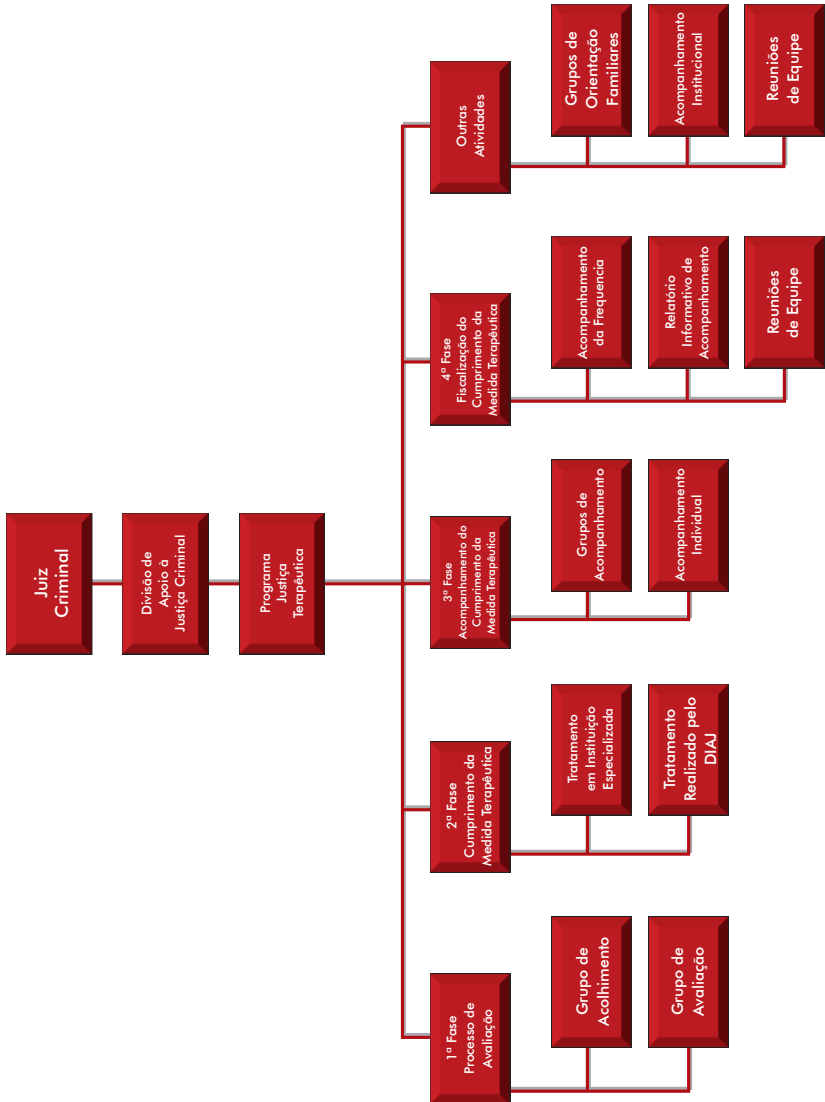 Juiz
Criminal
Divisão de
Apoio à
Justiça Criminal
Programa
Justiça
Terapêutica
1ª Fase
Processo de
Avaliação
Grupo de
Acolhimento
Grupo de
Avaliação
2ª Fase
Cumprimento da
Medida Terapêutica
Tratamento
em Instituição
Especializada
Tratamento
Realizado pelo
DIAJ
3ª Fase
Acompanhamento do
Cumprimento da
Medida Terapêutica
Grupos de
Acompanhamento
Acompanhamento
Individual
4ª Fase
Fiscalização do
Cumprimento da
Medida Terapêutica
Acompanhamento
da Frequencia
Relatório
Informativo de
Acompanhamento
Reuniões
de Equipe
Outras
Atividades
Grupos de
Orientação
Familiares
Acompanhamento
Institucional
Reuniões
de Equipe